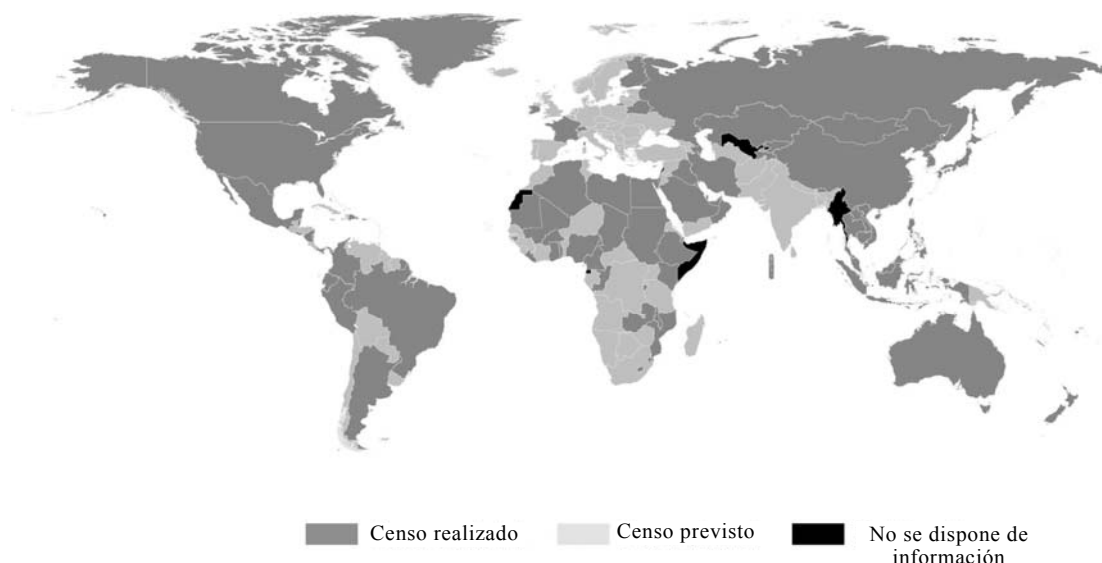 Censo realizado
Censo previsto
No se dispone de
información